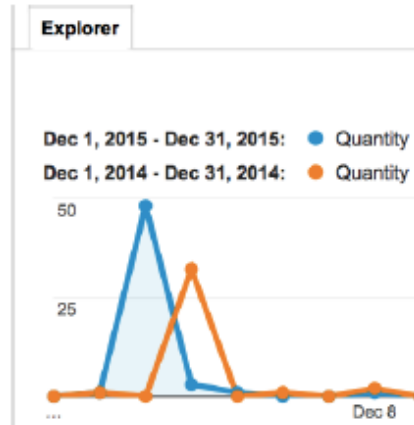 Explorer
Dec 1, 2015 - Dec 31, 2015: Quantity
Dec 1, 2014 - Dec 31, 2014: Quantity
50
25
... Dec 8